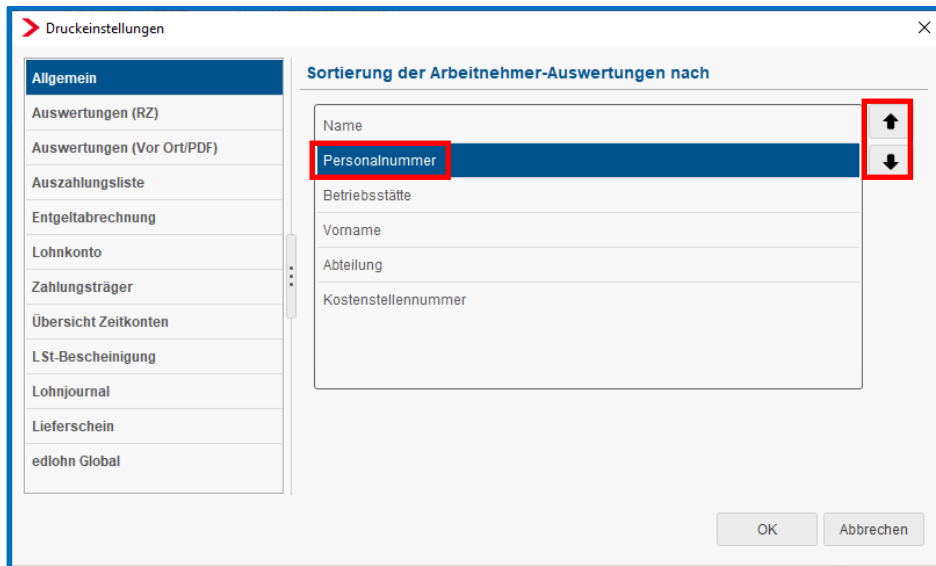 Druckeinstellungen
Allgemein
Auswertungen (RZ)
Auswertungen (Vor Ort/PDF)
Auszahlungsliste
Entgeltabrechnung
Lohnkonto
Zahlungsträger
Übersicht Zeitkonten
LSt-Bescheinigung
Lohnjournal
Lieferschein
edlohn Global
Sortierung der Arbeitnehmer-Auswertungen nach
Name
Personalnummer
Betriebsstätte
Vorname
Abteilung
Kostenstellennummer
OK
Abbrechen